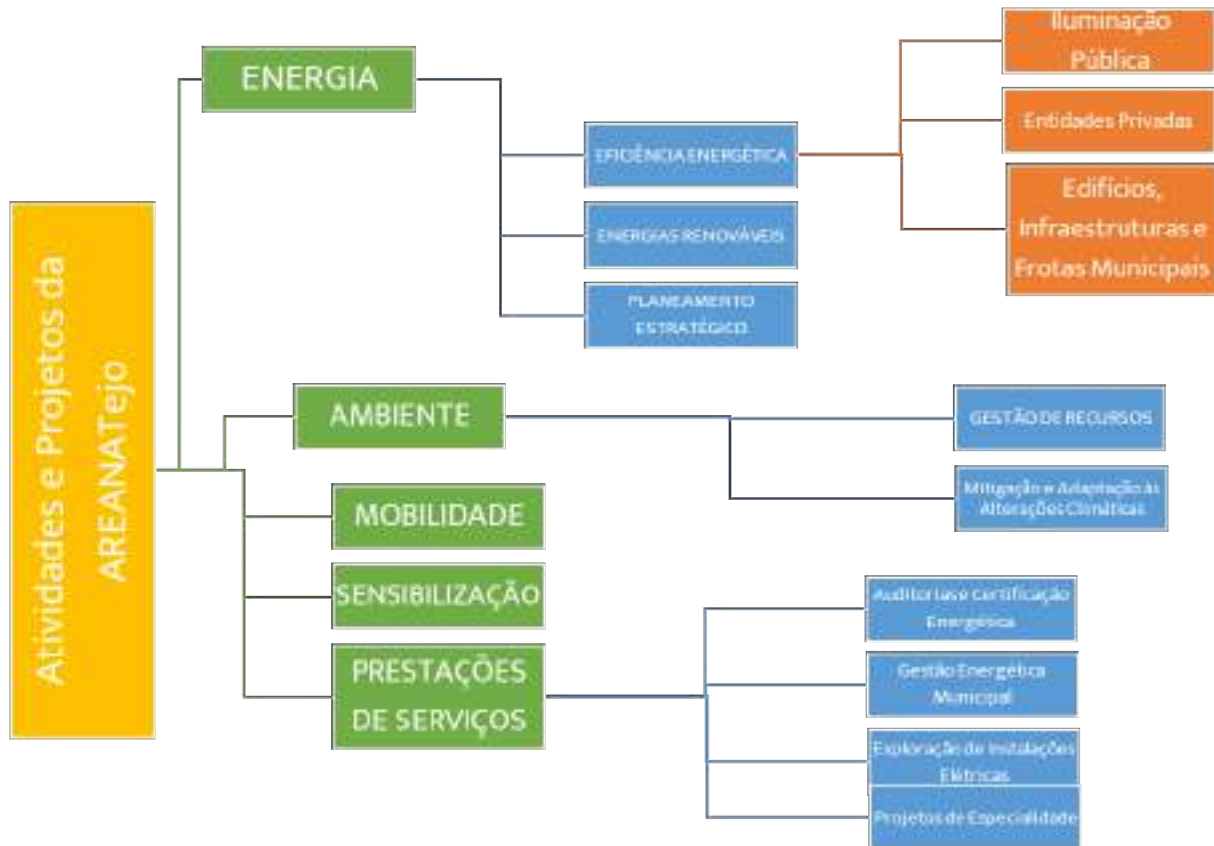 Atividades e Projetos da
AREANATejo
ENERGIA
EFICIÊNCIA ENERGÉTICA
Iluminação
Pública
Entidades Privadas
Edifícios,
Infraestruturas e
Frotas Municipais
ENERGIAS RENOVÁVEIS
PLANEAMENTO
ESTRATÉGICO
AMBIENTE
GESTÃO DE RECURSOS
Mitigação e Adaptação às
Alterações Climáticas
MOBILIDADE
SENSIBILIZAÇÃO
PRESTAÇÕES
DE SERVIÇOS
Auditorias e Certificação
Energética
Gestão Energética
Municipal
Exploração de Instalações
Elétricas
Projetos de Especialidade